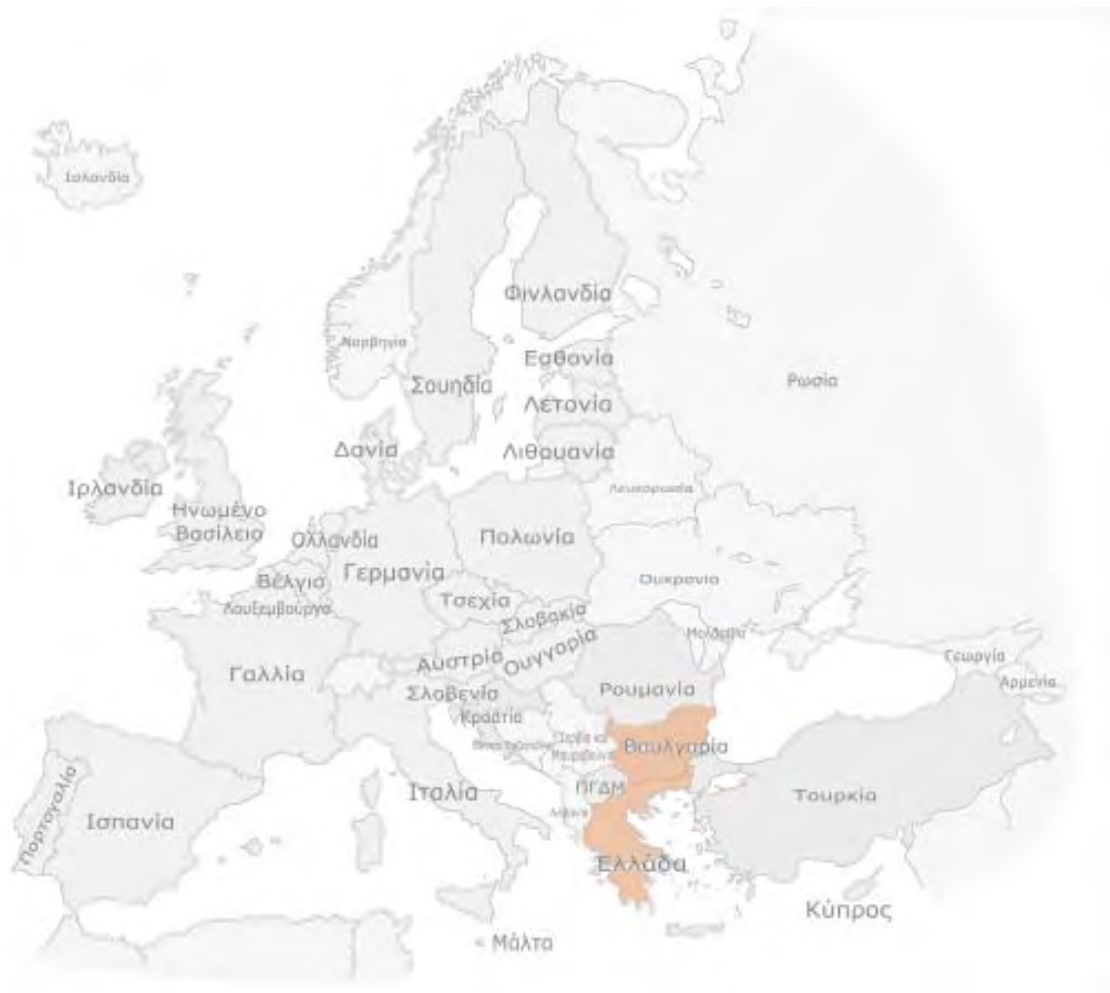 Ισλανδία
Φινλανδία
Νορβηγία
Εσθονία
Σουηδία
Ρωσία
Λετονία
Δανία
Λιθουανία
Ιρλανδία
Λευκορωσία
Ηνωμένο
Βασίλειο
Ολλανδία
Πολωνία
Βέλγιο
Γερμανία
Ουκρανία
Τσεχία
Λουξεμβούργο
Σλοβακία
Μολδαβία
Ουγγαρία
Γαλλία
Αυστρία
Γεωργία
Αρμενία
Σλοβενία
Ρουμανία
Κροατία
Βουλγαρία
ΠΓΔΜ
Ιταλία
Τουρκία
Πορτογαλία
Ισπανία
Ελλάδα
Κύπρος
< Μάλτα